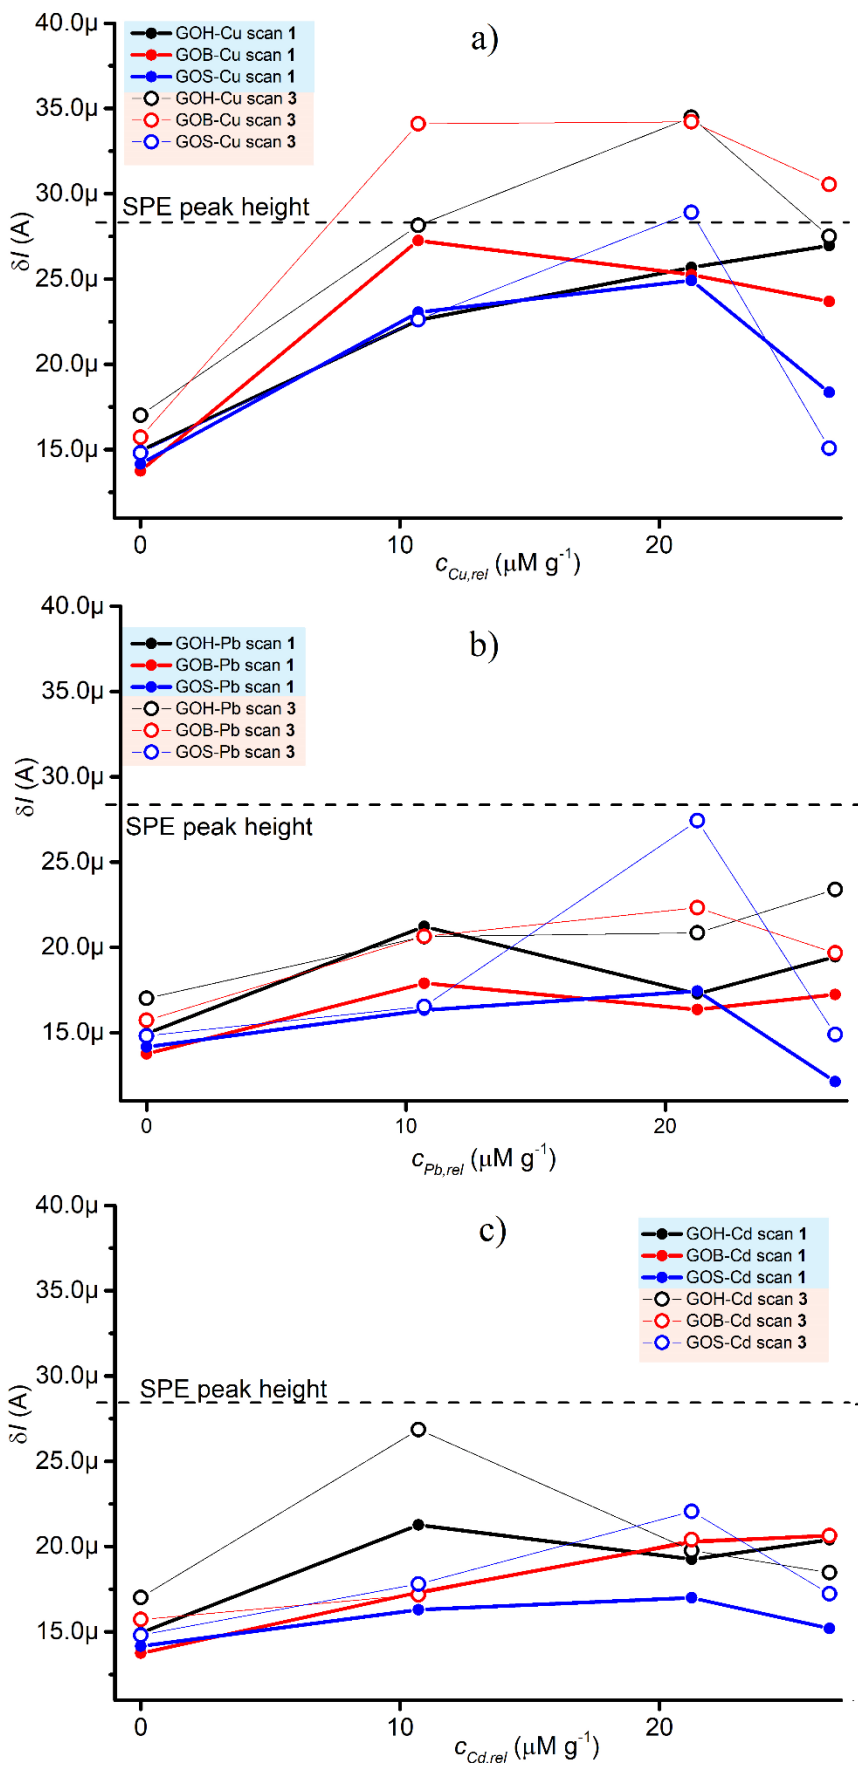 40.0µ
35.0µ
30.0µ
25.0µ
20.0µ
15.0µ
δI (A)
a)
GOH-Cu scan 1
GOB-Cu scan 1
GOS-Cu scan 1
GOH-Cu scan 3
GOB-Cu scan 3
GOS-Cu scan 3
SPE peak height
0 10 20
c Cu,rel (µM g⁻¹)
40.0µ
35.0µ
30.0µ
25.0µ
20.0µ
15.0µ
δI (A)
b)
GOH-Pb scan 1
GOB-Pb scan 1
GOS-Pb scan 1
GOH-Pb scan 3
GOB-Pb scan 3
GOS-Pb scan 3
SPE peak height
0 10 20
c Pb,rel (µM g⁻¹)
40.0µ
35.0µ
30.0µ
25.0µ
20.0µ
15.0µ
δI (A)
c)
GOH-Cd scan 1
GOB-Cd scan 1
GOS-Cd scan 1
GOH-Cd scan 3
GOB-Cd scan 3
GOS-Cd scan 3
SPE peak height
0 10 20
c Cd,rel (µM g⁻¹)